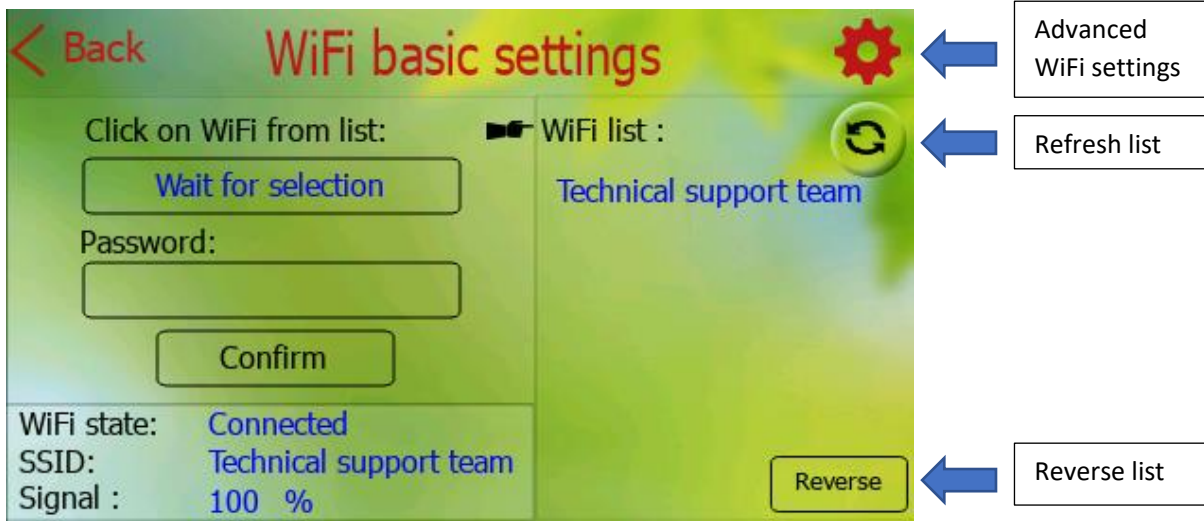 Back
WiFi basic settings
Advanced
WiFi settings
Click on WiFi from list:
WiFi list :
Refresh list
Wait for selection
Technical support team
Password:
Confirm
WiFi state: Connected
SSID: Technical support team
Signal : 100 %
Reverse
Reverse list